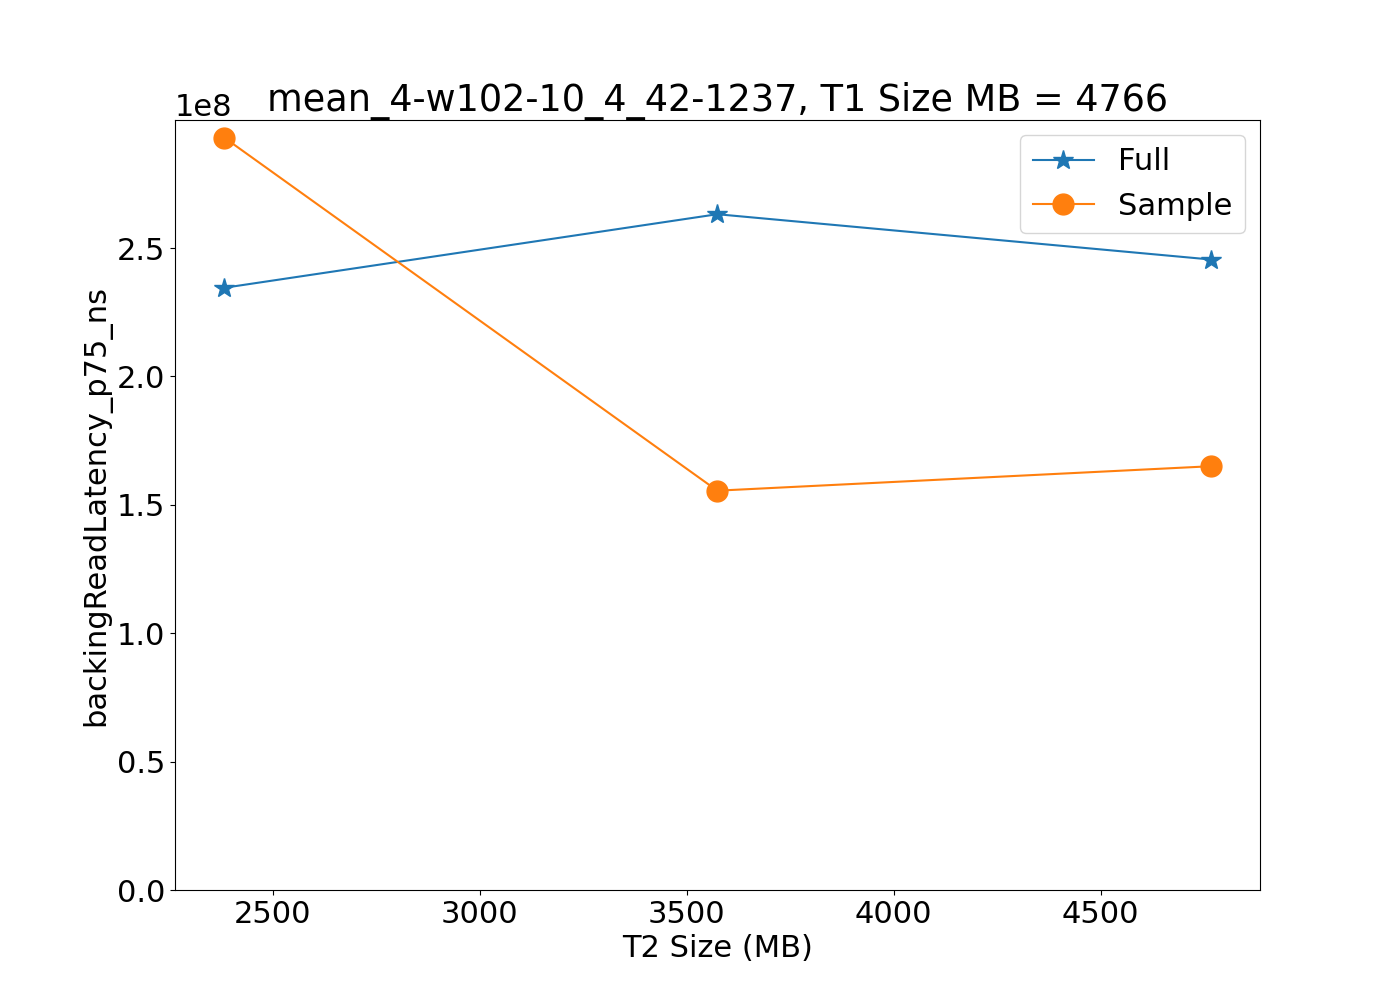 1e8
mean_4-w102-10_4_42-1237, T1 Size MB = 4766
Full
Sample
backingReadLatency_p75_ns
2.5
2.0
1.5
1.0
0.5
0.0
2500 3000 3500 4000 4500
T2 Size (MB)